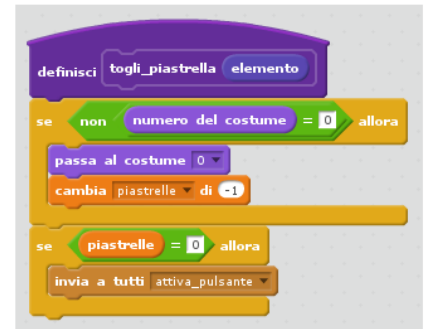 definisci togli_piastrella elemento
se non numero del costume = 0 allora
passa al costume 0
cambia piastrelle di -1
se piastrelle = 0 allora
invia a tutti attiva_pulsante